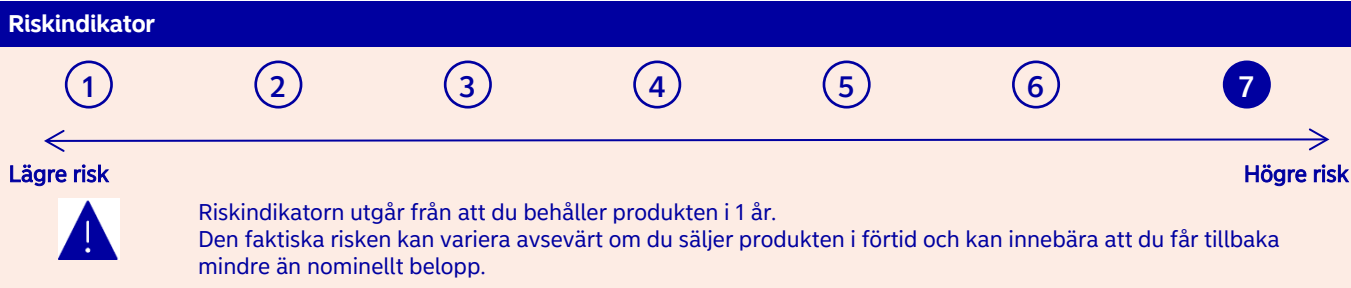 Riskindikator
1 2 3 4 5 6 7
Lägre risk Högre risk
Riskindikatorn utgår från att du behåller produkten i 1 år.
Den faktiska risken kan variera avsevärt om du säljer produkten i förtid och kan innebära att du får tillbaka
mindre än nominellt belopp.